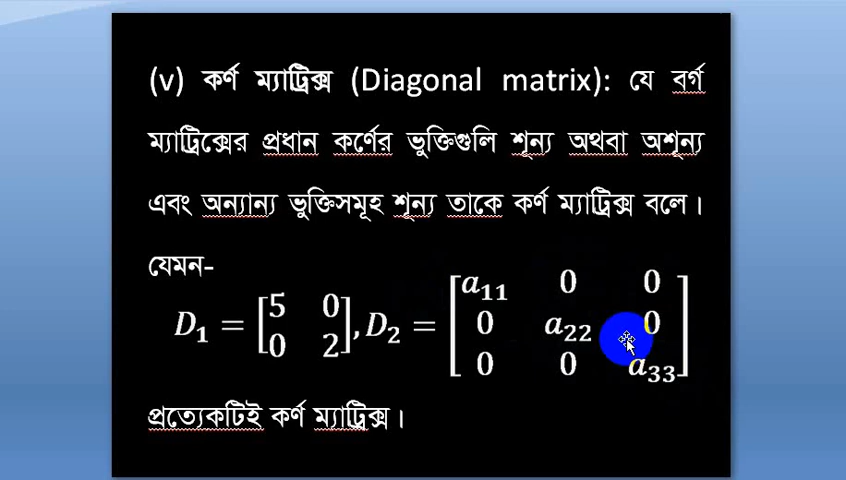 (v) কর্ণ ম্যাট্রিক্স (Diagonal matrix): যে বর্গ
ম্যাট্রিক্সের প্রধান কর্ণের ভুক্তিগুলি শূন্য অথবা অশূন্য
এবং অন্যান্য ভুক্তিসমূহ শূন্য তাকে কর্ণ ম্যাট্রিক্স বলে।
যেমন-
D₁ = [5 0; 0 2], D₂ = [a₁₁ 0 0; 0 a₂₂ 0; 0 0 a₃₃]
প্রত্যেকটিই কর্ণ ম্যাট্রিক্স।